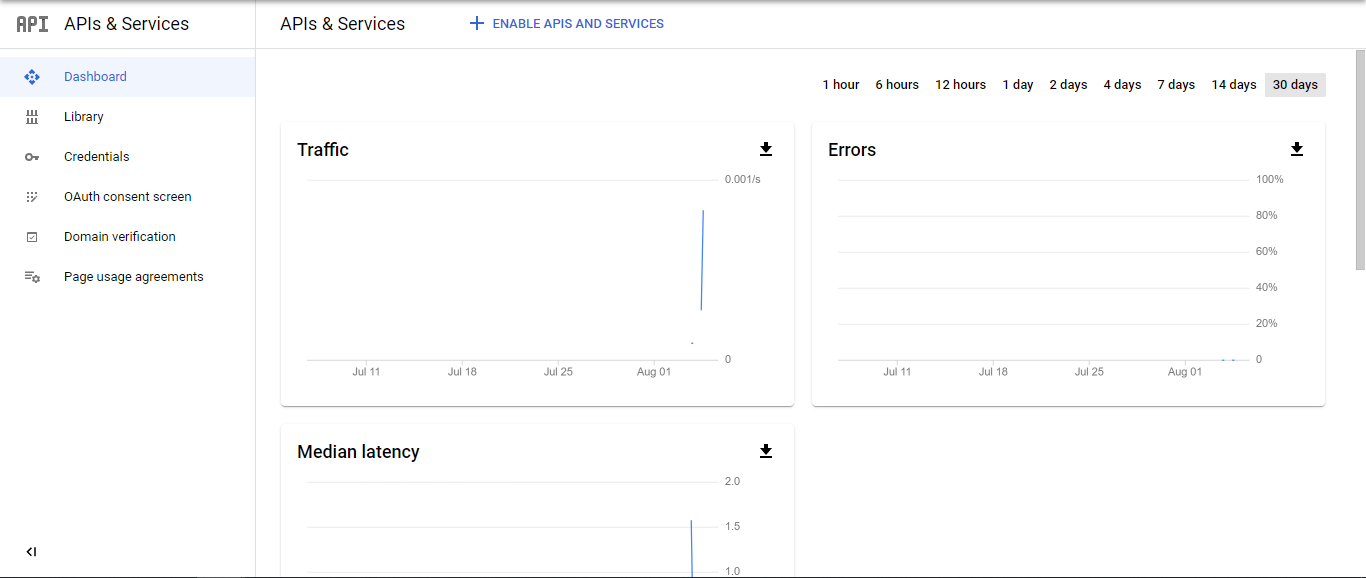 API APIs & Services
APIs & Services
ENABLE APIS AND SERVICES
Dashboard
Library
Credentials
OAuth consent screen
Domain verification
Page usage agreements
1 hour 6 hours 12 hours 1 day 2 days 4 days 7 days 14 days 30 days
Traffic
0.001/s
0
Jul 11 Jul 18 Jul 25 Aug 01
Errors
100%
80%
60%
40%
20%
0
Jul 11 Jul 18 Jul 25 Aug 01
Median latency
2.0
1.5
1.0